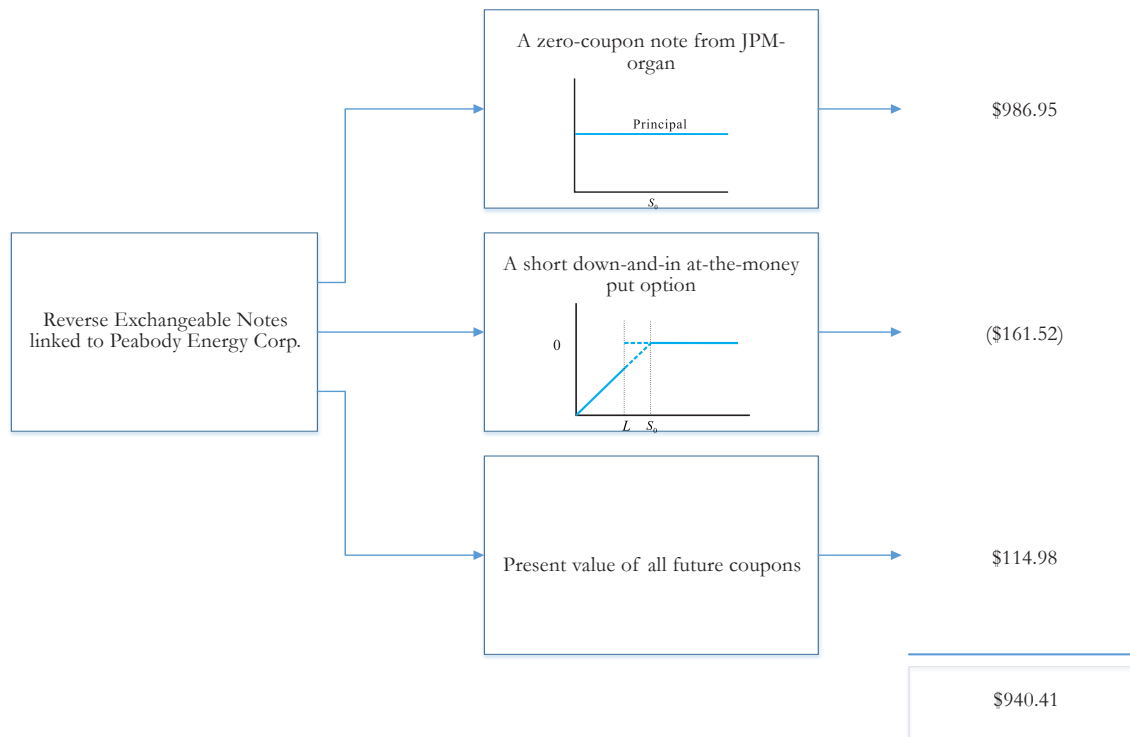 A zero-coupon note from JPM-
organ
Principal
S₀
$986.95
Reverse Exchangeable Notes
linked to Peabody Energy Corp.
A short down-and-in at-the-money
put option
0
L S₀
($161.52)
Present value of all future coupons
$114.98
$940.41